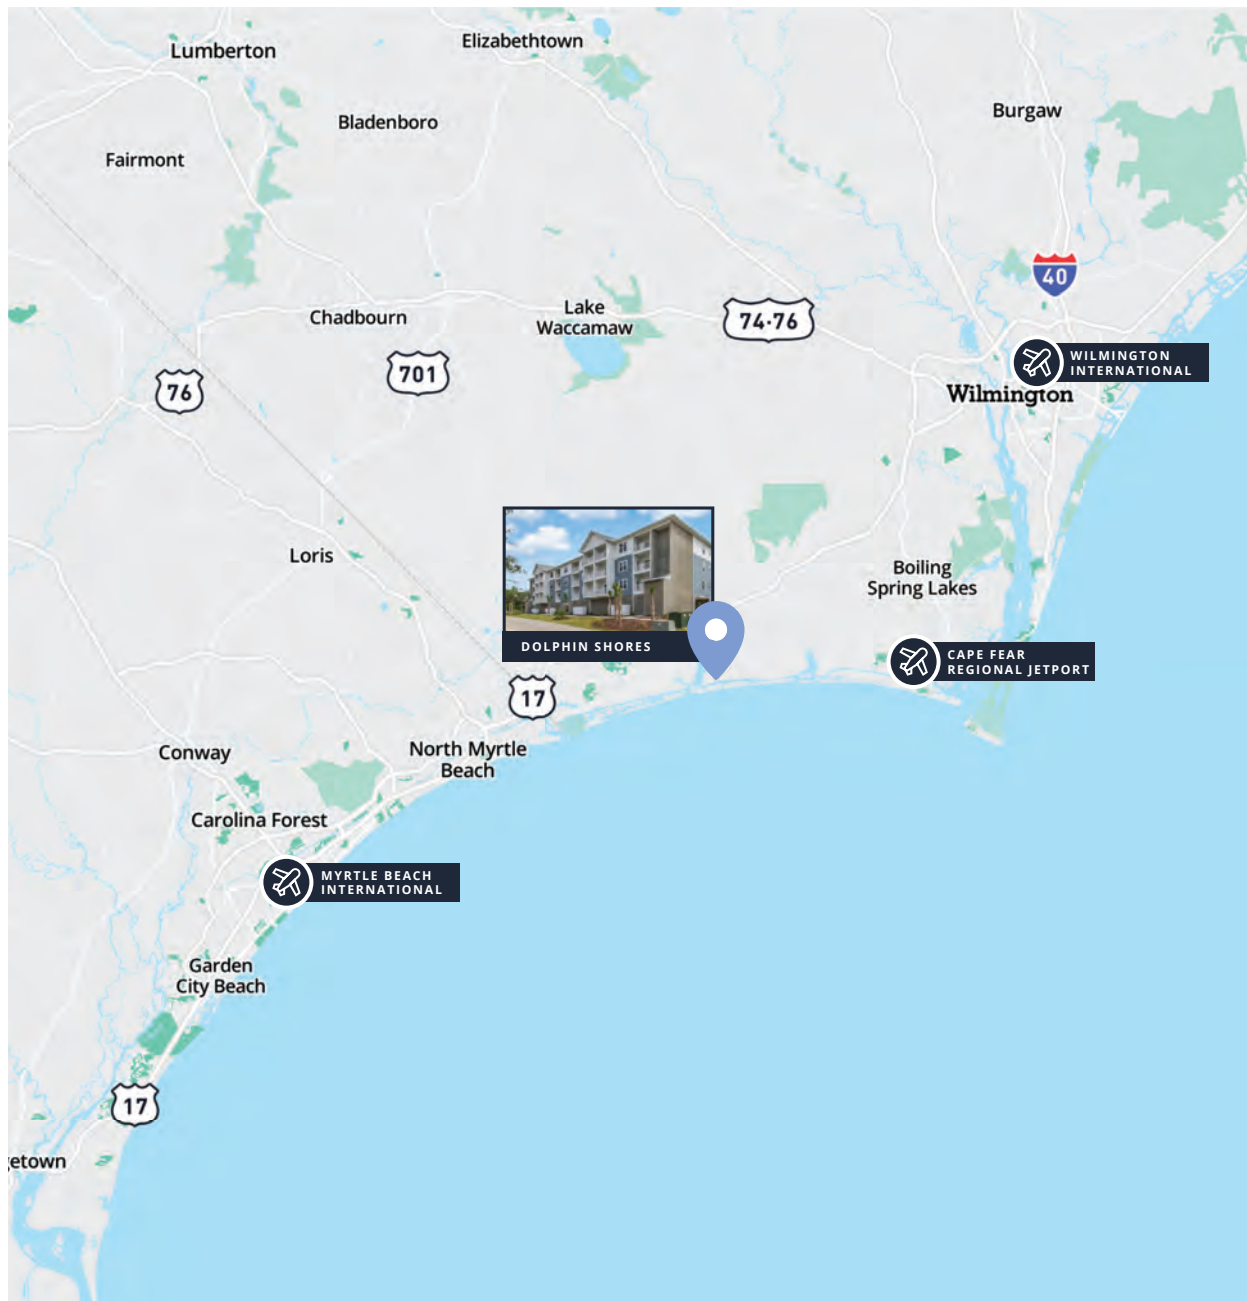 Elizabethtown
Lumberton
Burgaw
Bladenboro
Fairmont
40
Lake
Waccamaw
Chadbourn
74·76
WILMINGTON
INTERNATIONAL
701
76
Wilmington
Loris
Boiling
Spring Lakes
DOLPHIN SHORES
CAPE FEAR
REGIONAL JETPORT
17
North Myrtle
Beach
Conway
Carolina Forest
MYRTLE BEACH
INTERNATIONAL
Garden
City Beach
17
getown